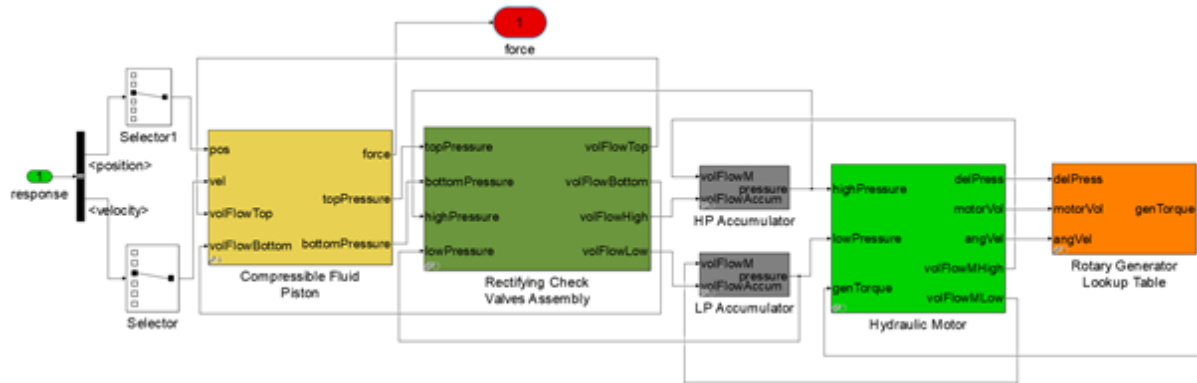 1
force
Selector1
<position>
1
response
<velocity>
Selector
pos
vel
volFlowTop
volFlowBottom
force
topPressure
bottomPressure
Compressible Fluid
Piston
topPressure
bottomPressure
highPressure
lowPressure
volFlowTop
volFlowBottom
volFlowHigh
volFlowLow
Rectifying Check
Valves Assembly
volFlowM
pressure
volFlowAccum
HP Accumulator
volFlowM
pressure
volFlowAccum
LP Accumulator
highPressure
lowPressure
genTorque
delPress
motorVol
angVel
volFlowMHigh
volFlowMLow
Hydraulic Motor
delPress
motorVol
angVel
genTorque
Rotary Generator
Lookup Table